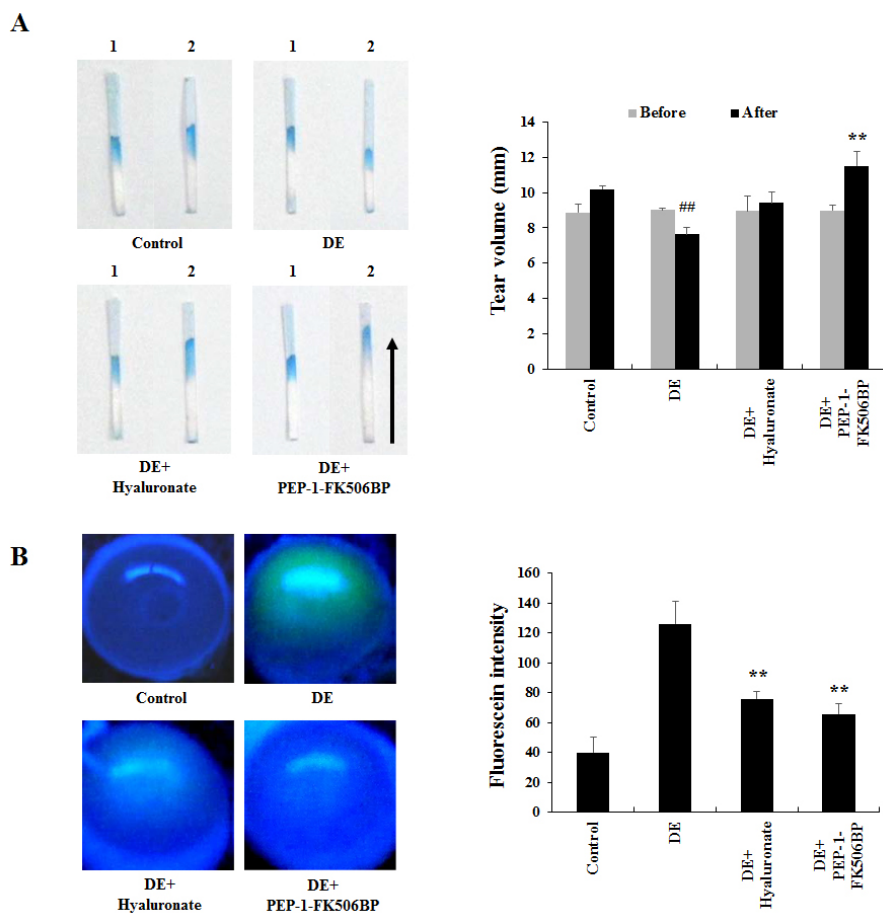 A
1 2 1 2
Control DE
1 2 1 2
DE+ DE+
Hyaluronate PEP-1-FK506BP
Before After
14
12
10
8
6
4
2
0
Tear volume (mm)
##
**
Control
DE
DE+
Hyaluronate
DE+
PEP-1-
FK506BP
B
Control DE
DE+ DE+
Hyaluronate PEP-1-FK506BP
160
140
120
100
80
60
40
20
0
Fluorescein intensity
**
**
Control
DE
DE+
Hyaluronate
DE+
PEP-1-
FK506BP